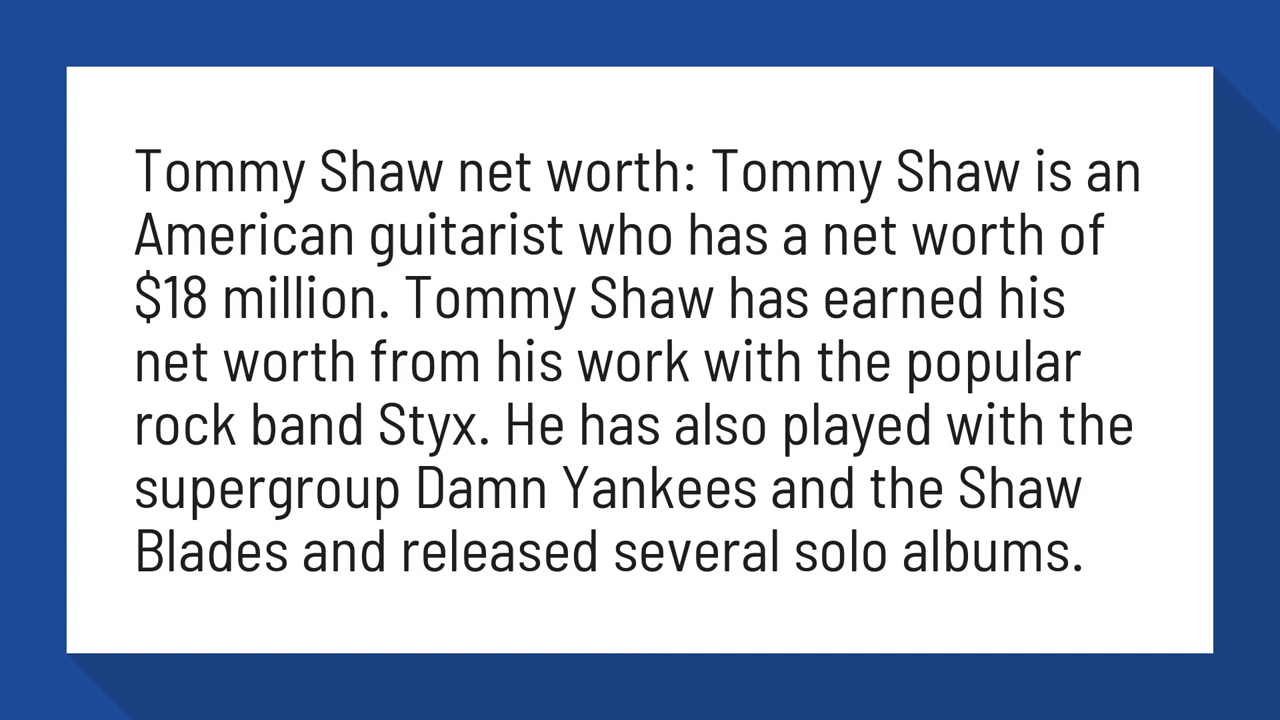 Tommy Shaw net worth: Tommy Shaw is an
American guitarist who has a net worth of
$18 million. Tommy Shaw has earned his
net worth from his work with the popular
rock band Styx. He has also played with the
supergroup Damn Yankees and the Shaw
Blades and released several solo albums.